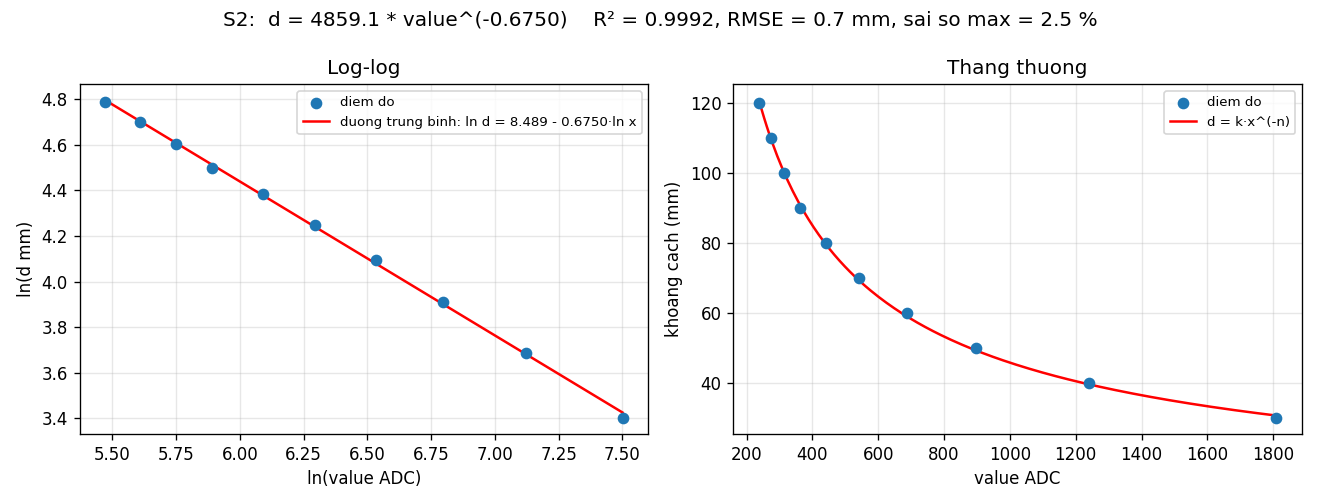 S2:  d = 4859.1 * value^(-0.6750)    R² = 0.9992, RMSE = 0.7 mm, sai so max = 2.5 %
Log-log
diem do
duong trung binh: ln d = 8.489 - 0.6750·ln x
ln(d mm)
4.8
4.6
4.4
4.2
4.0
3.8
3.6
3.4
5.50 5.75 6.00 6.25 6.50 6.75 7.00 7.25 7.50
ln(value ADC)
Thang thuong
diem do
d = k·x^(-n)
khoang cach (mm)
120
100
80
60
40
200 400 600 800 1000 1200 1400 1600 1800
value ADC